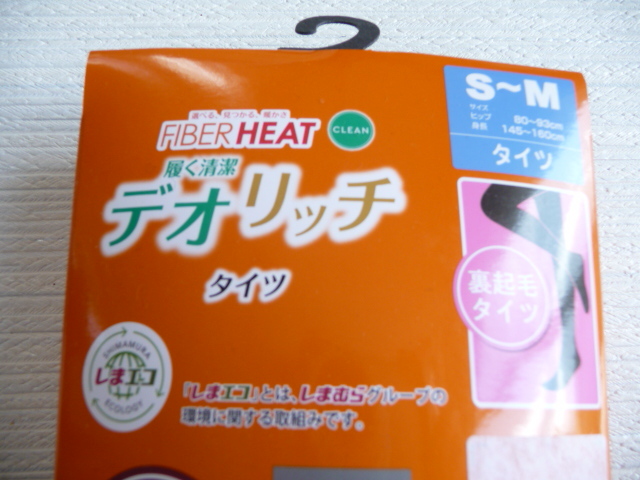 選べる、見つかる、暖かさ
FIBER HEAT
CLEAN
履く清潔
デオリッチ
タイツ
S〜M
サイズ
ヒップ 80〜93cm
身長 145〜160cm
タイツ
裏起毛
タイツ
SHIMAMURA
しまエコ
ECOLOGY
「しまエコ」とは、しまむらグループの
環境に関する取組みです。